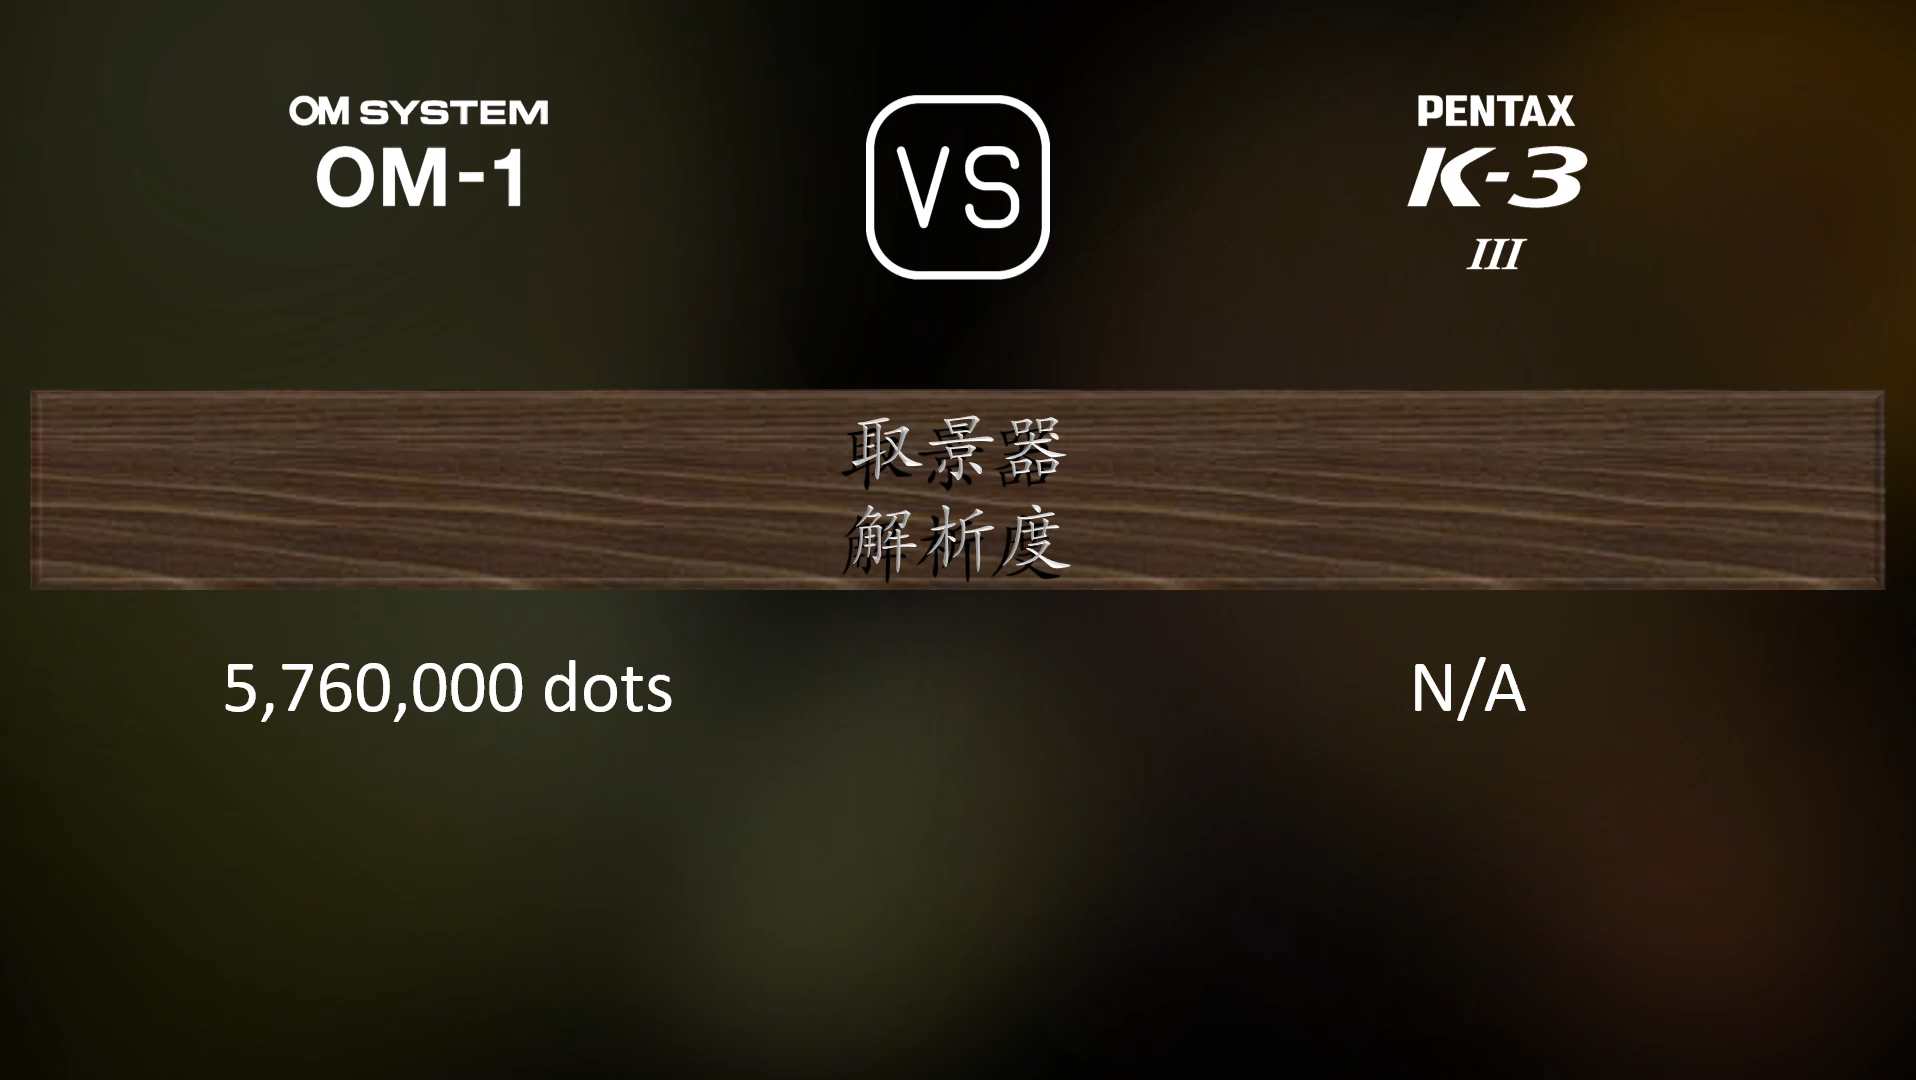 OM SYSTEM
OM-1
VS
PENTAX
K-3
III
取景器
解析度
5,760,000 dots
N/A